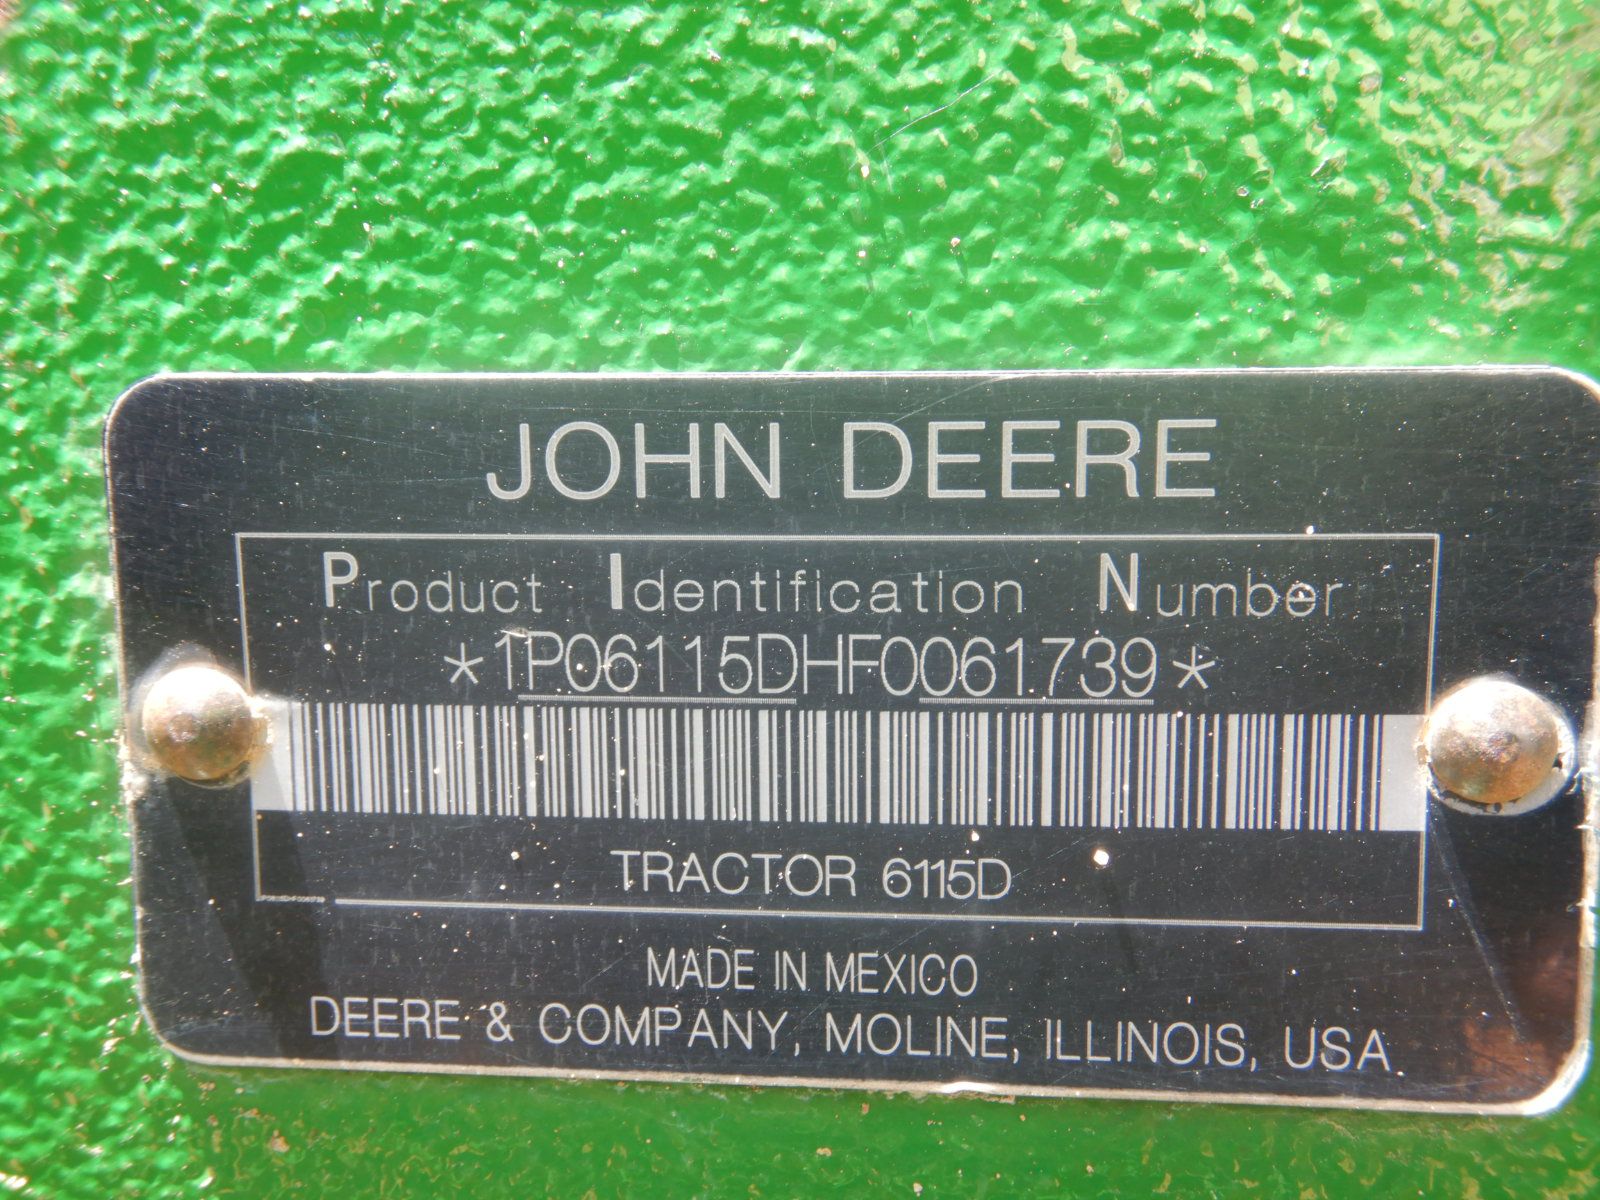 JOHN DEERE
Product Identification Number
*1P06115DHF0061739*
TRACTOR 6115D
MADE IN MEXICO
DEERE & COMPANY, MOLINE, ILLINOIS, USA